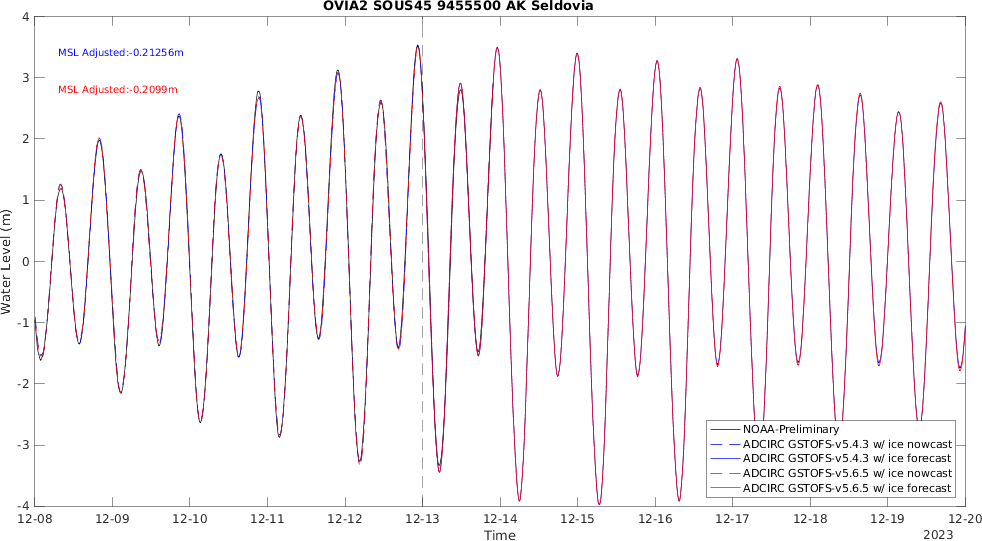 OVIA2 SOUS45 9455500 AK Seldovia
MSL Adjusted:-0.21256m
MSL Adjusted:-0.2099m
Water Level (m)
4
3
2
1
0
-1
-2
-3
-4
NOAA-Preliminary
ADCIRC GSTOFS-v5.4.3 w/ ice nowcast
ADCIRC GSTOFS-v5.4.3 w/ ice forecast
ADCIRC GSTOFS-v5.6.5 w/ ice nowcast
ADCIRC GSTOFS-v5.6.5 w/ ice forecast
12-08 12-09 12-10 12-11 12-12 12-13 12-14 12-15 12-16 12-17 12-18 12-19 12-20
Time
2023